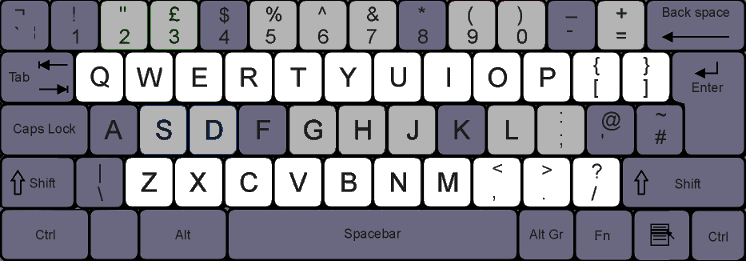 ¬ ` ¦ ! 1 " 2 £ 3 $ 4 % 5 ^ 6 & 7 * 8 ( 9 ) 0 _ - + = Back space
Tab Q W E R T Y U I O P { [ } ] Enter
Caps Lock A S D F G H J K L : ; @ ' ~ #
Shift | \ Z X C V B N M < , > . ? / Shift
Ctrl Alt Spacebar Alt Gr Fn Ctrl